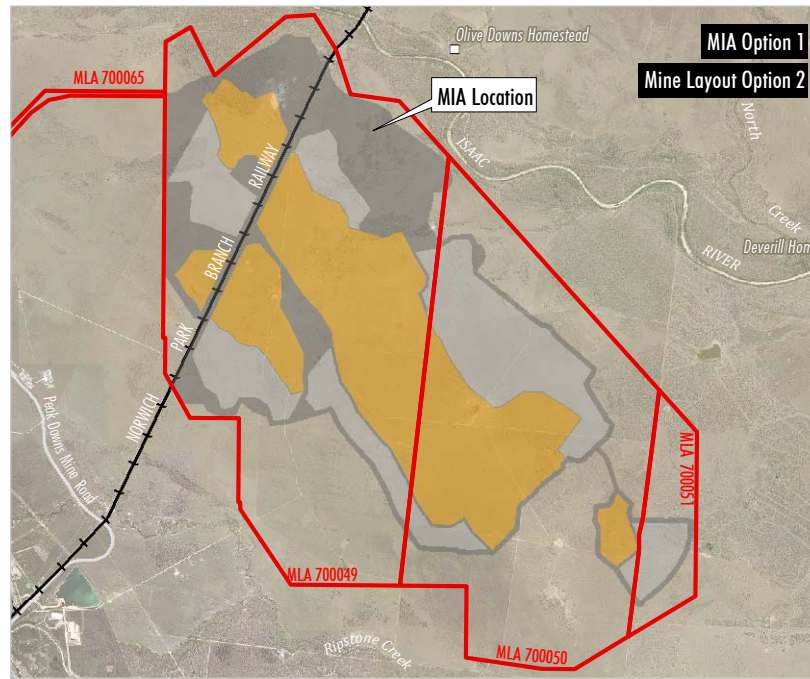 Olive Downs Homestead
MIA Option 1
Mine Layout Option 2
MLA 700065
MIA Location
North
Creek
ISAAC
RIVER
Deverill Hom
RAILWAY
BRANCH
PARK
NORWICH
Peak Downs Mine Road
MLA 700051
MLA 700049
Ripstone Creek
MLA 700050